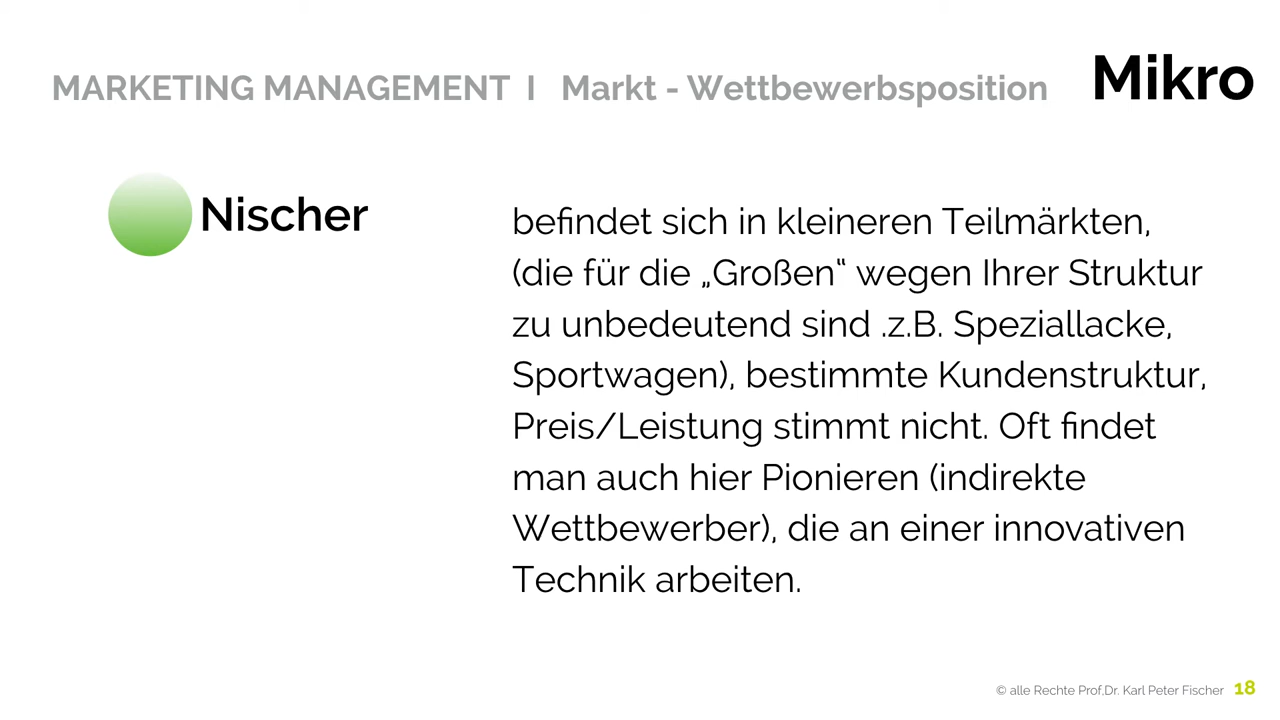 MARKETING MANAGEMENT I Markt - Wettbewerbsposition Mikro
Nischer
befindet sich in kleineren Teilmärkten,
(die für die „Großen‟ wegen Ihrer Struktur
zu unbedeutend sind .z.B. Speziallacke,
Sportwagen), bestimmte Kundenstruktur,
Preis/Leistung stimmt nicht. Oft findet
man auch hier Pionieren (indirekte
Wettbewerber), die an einer innovativen
Technik arbeiten.
© alle Rechte Prof.Dr. Karl Peter Fischer 18